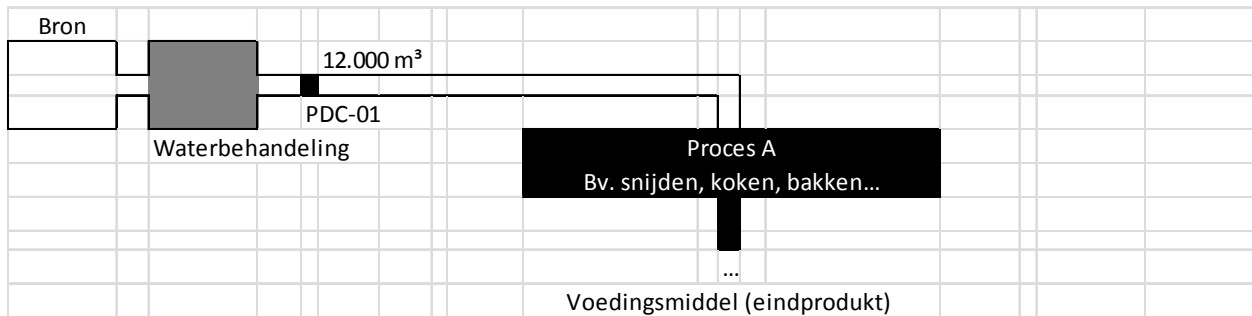 Bron
12.000 m³
PDC-01
Waterbehandeling
Proces A
Bv. snijden, koken, bakken...
...
Voedingsmiddel (eindprodukt)